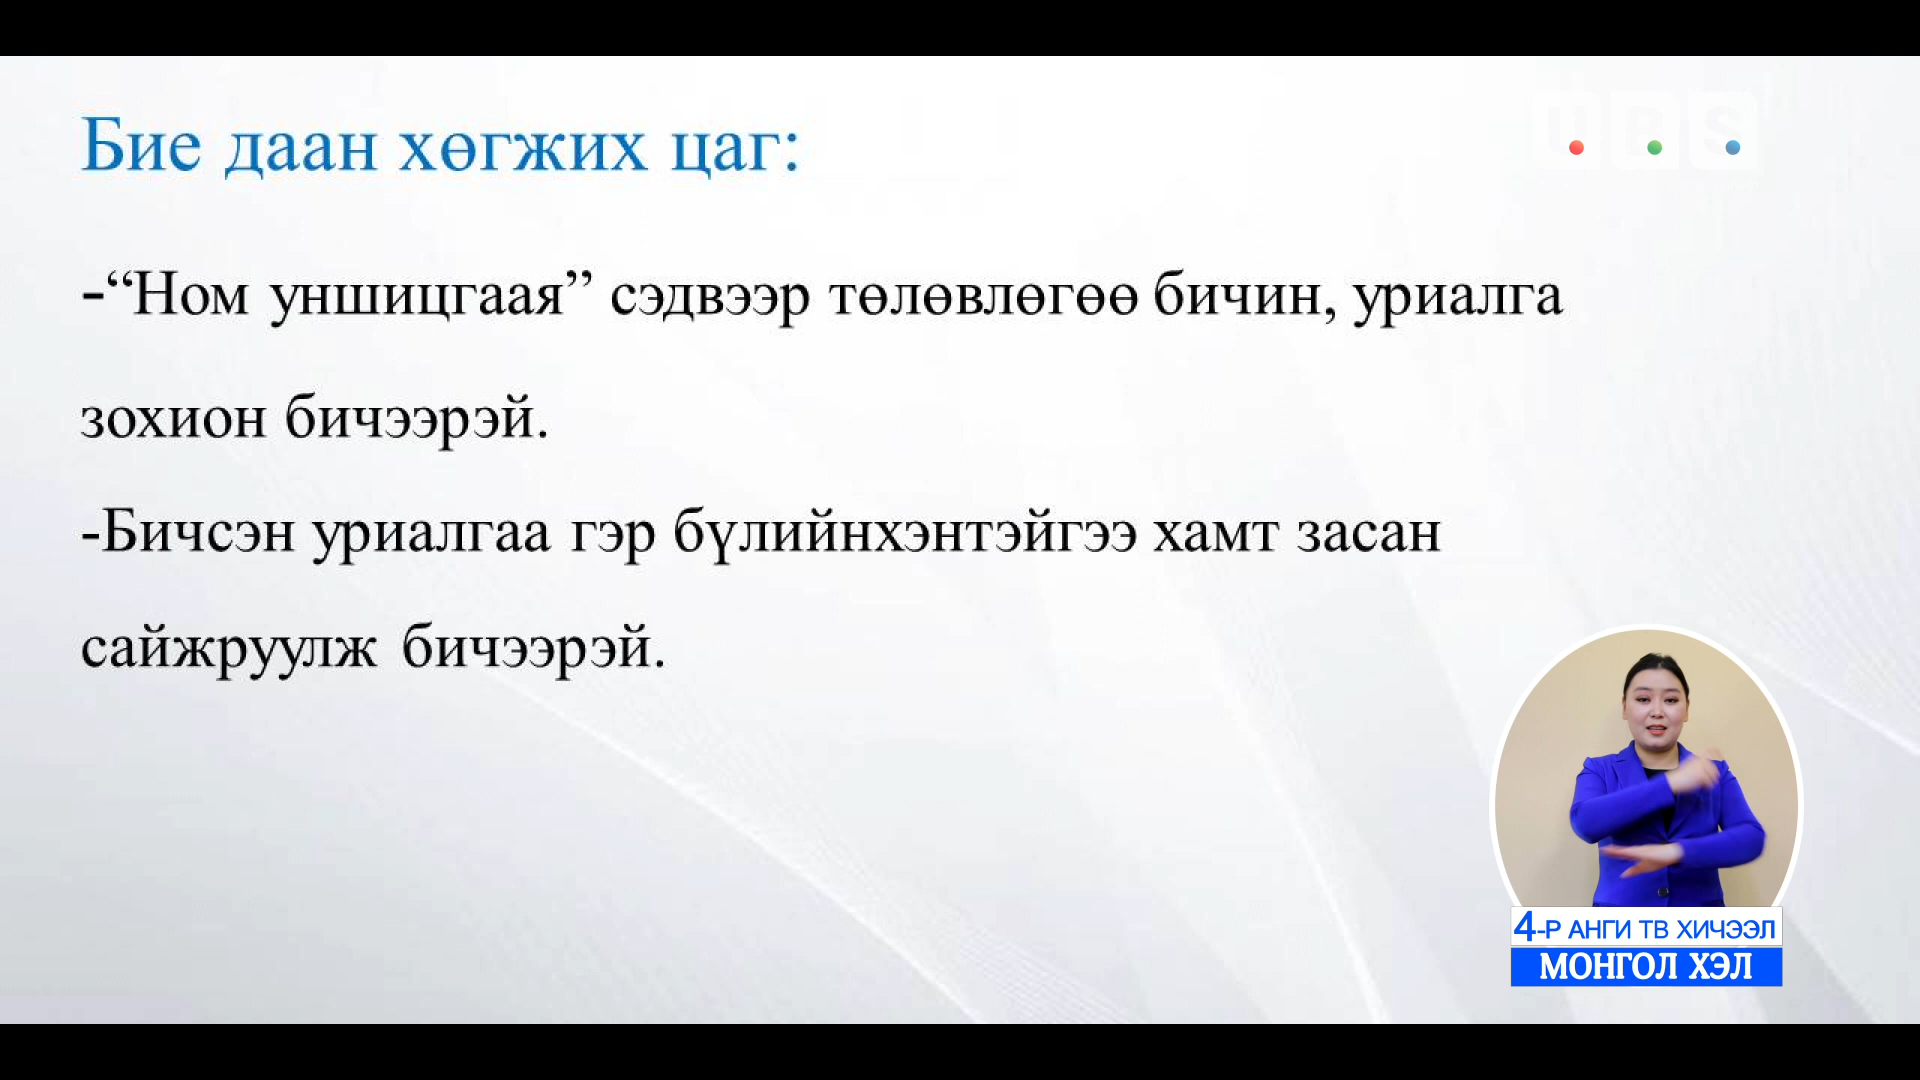 Бие даан хөгжих цаг:
UBS
-“Ном уншицгаая” сэдвээр төлөвлөгөө бичин, уриалга
зохион бичээрэй.
-Бичсэн уриалгаа гэр бүлийнхэнтэйгээ хамт засан
сайжруулж бичээрэй.
4-Р АНГИ ТВ ХИЧЭЭЛ
МОНГОЛ ХЭЛ